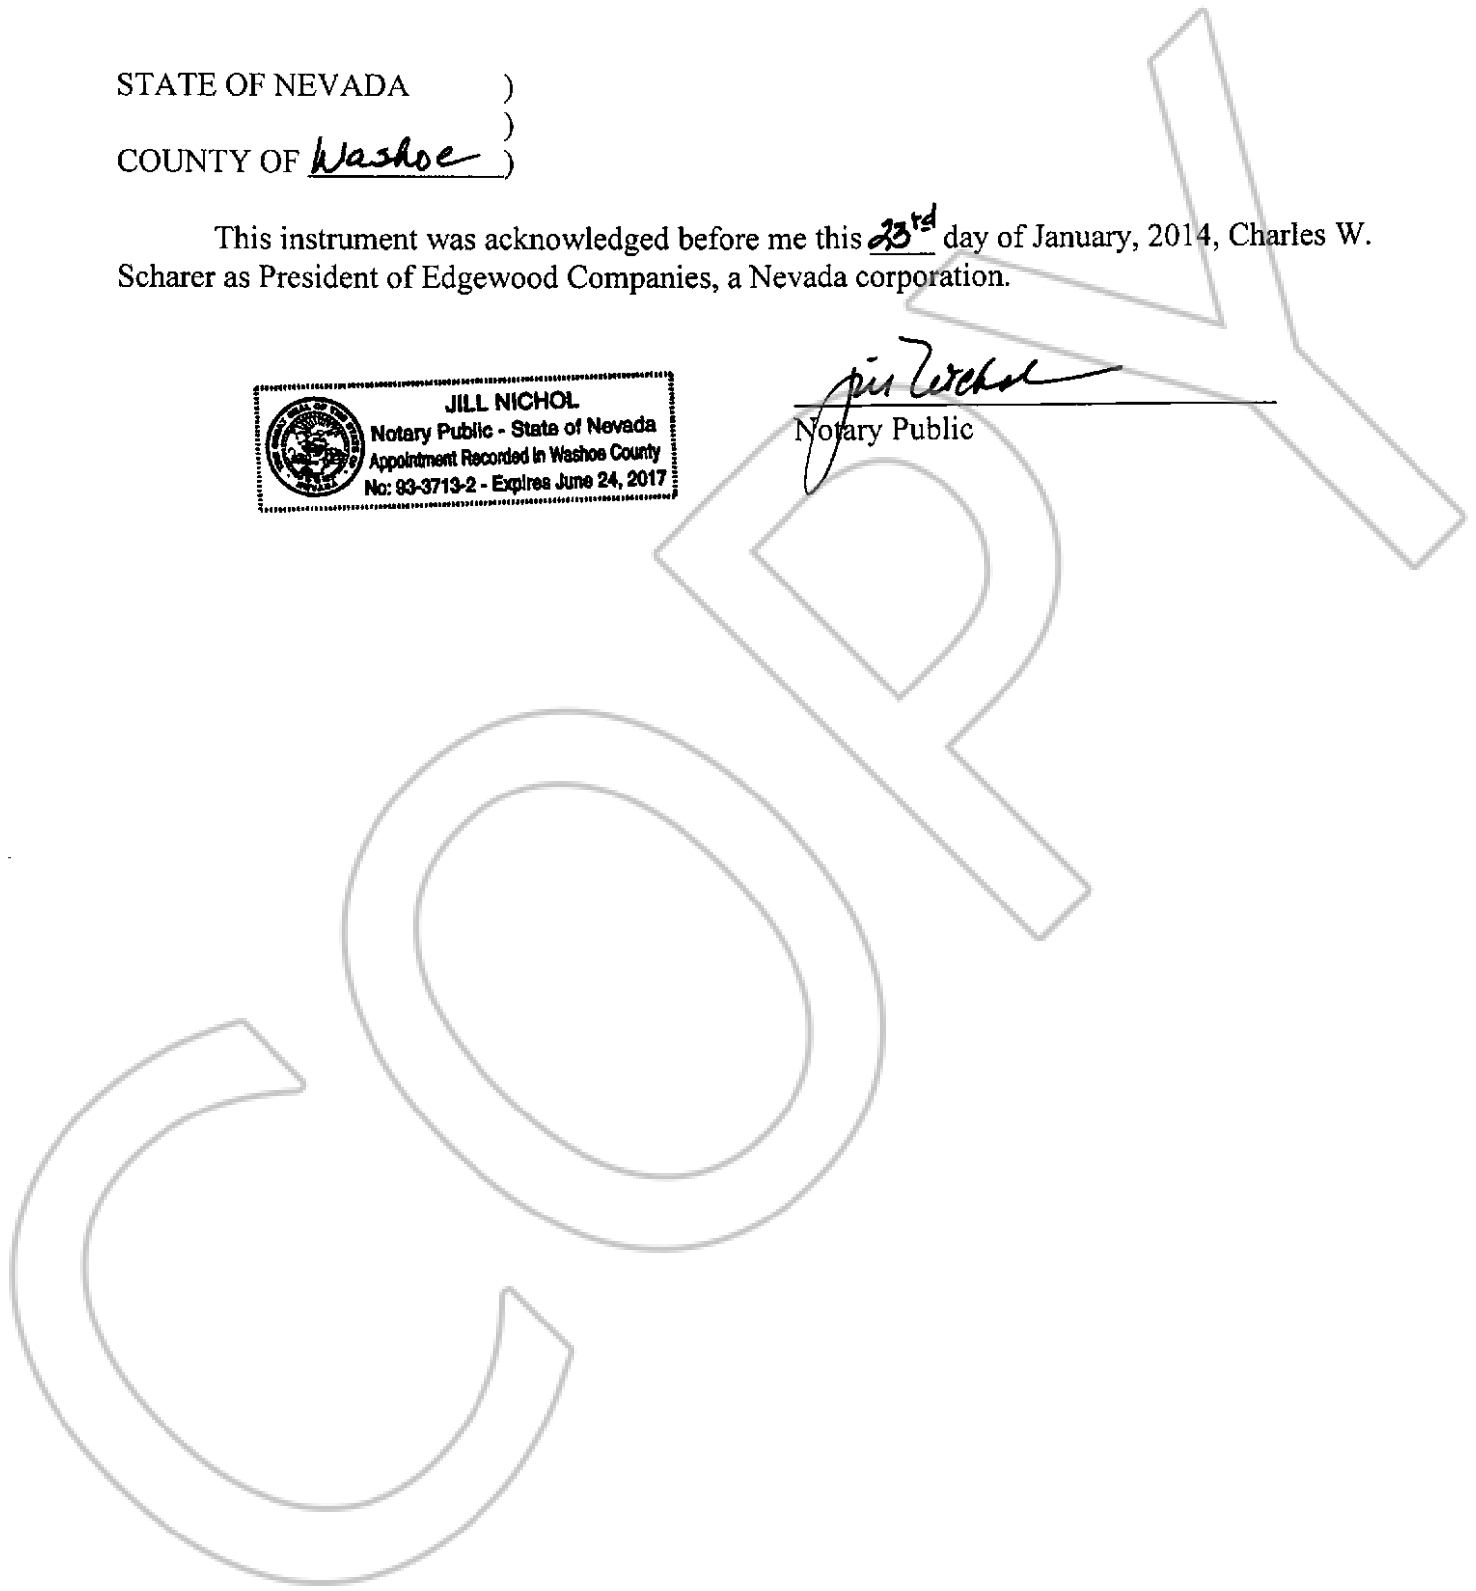 STATE OF NEVADA )
)
COUNTY OF Washoe )
This instrument was acknowledged before me this 23rd day of January, 2014, Charles W.
Scharer as President of Edgewood Companies, a Nevada corporation.
Jill Nichol
Notary Public
JILL NICHOL
Notary Public - State of Nevada
Appointment Recorded in Washoe County
No: 93-3713-2 - Expires June 24, 2017
COPY